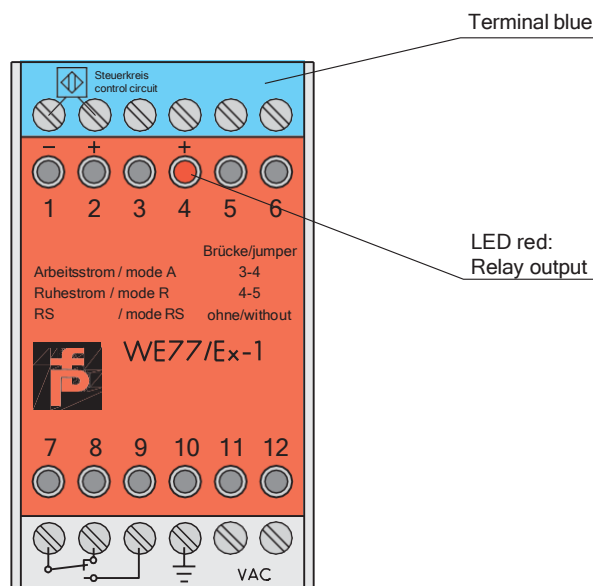 Terminal blue
Steuerkreis
control circuit
− + +
1 2 3 4 5 6
LED red:
Relay output
Brücke/jumper
Arbeitsstrom / mode A 3-4
Ruhestrom / mode R 4-5
RS / mode RS ohne/without
WE77/Ex-1
7 8 9 10 11 12
VAC